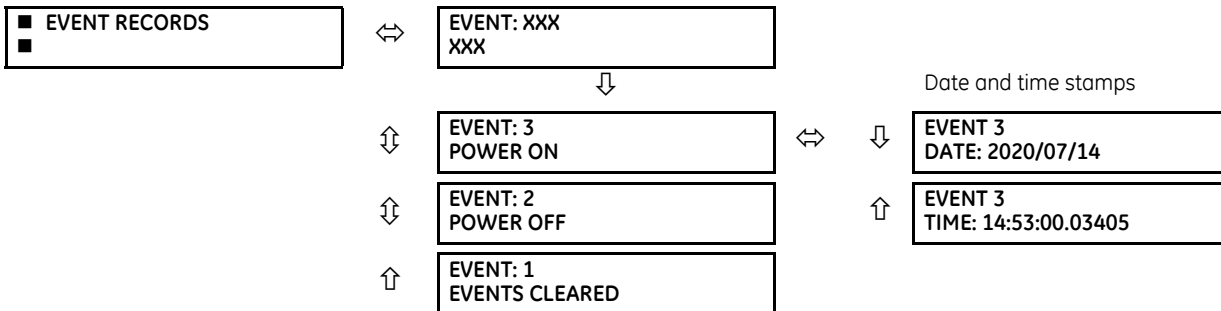 ■ EVENT RECORDS
■
EVENT: XXX
XXX
Date and time stamps
EVENT: 3
POWER ON
EVENT 3
DATE: 2020/07/14
EVENT: 2
POWER OFF
EVENT 3
TIME: 14:53:00.03405
EVENT: 1
EVENTS CLEARED